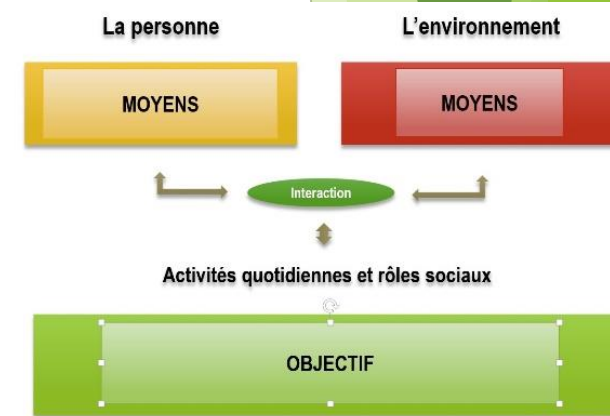 La personne
L'environnement
MOYENS
MOYENS
Interaction
Activités quotidiennes et rôles sociaux
OBJECTIF